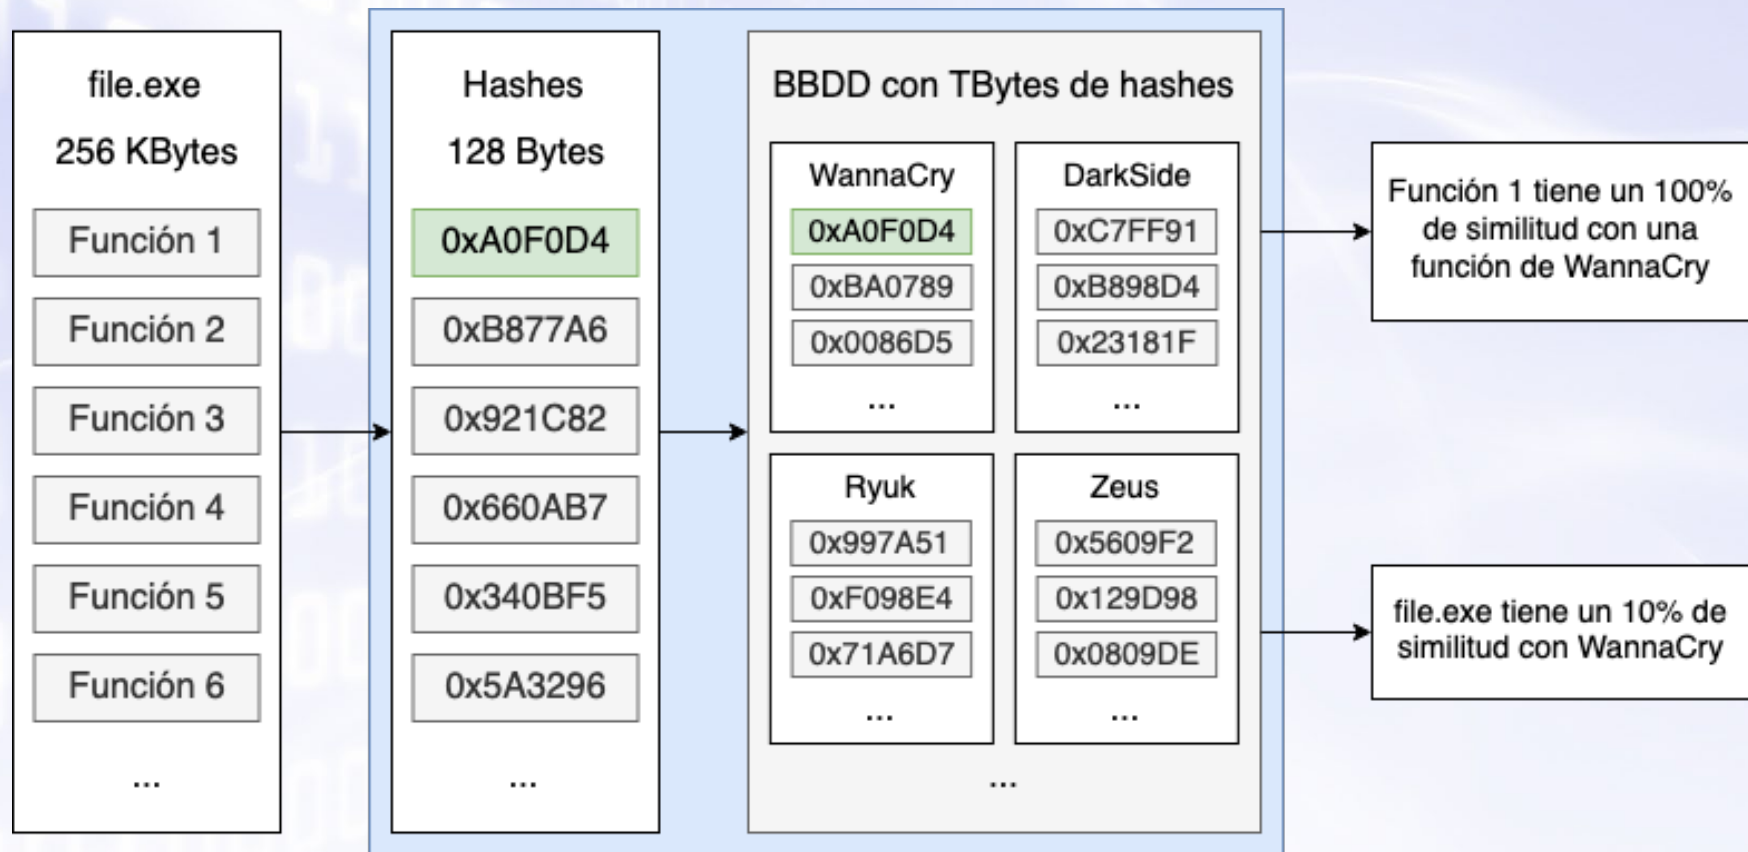 file.exe
256 KBytes
Función 1
Función 2
Función 3
Función 4
Función 5
Función 6
...
Hashes
128 Bytes
0xA0F0D4
0xB877A6
0x921C82
0x660AB7
0x340BF5
0x5A3296
...
BBDD con TBytes de hashes
WannaCry
0xA0F0D4
0xBA0789
0x0086D5
...
DarkSide
0xC7FF91
0xB898D4
0x23181F
...
Ryuk
0x997A51
0xF098E4
0x71A6D7
...
Zeus
0x5609F2
0x129D98
0x0809DE
...
...
Función 1 tiene un 100%
de similitud con una
función de WannaCry
file.exe tiene un 10% de
similitud con WannaCry